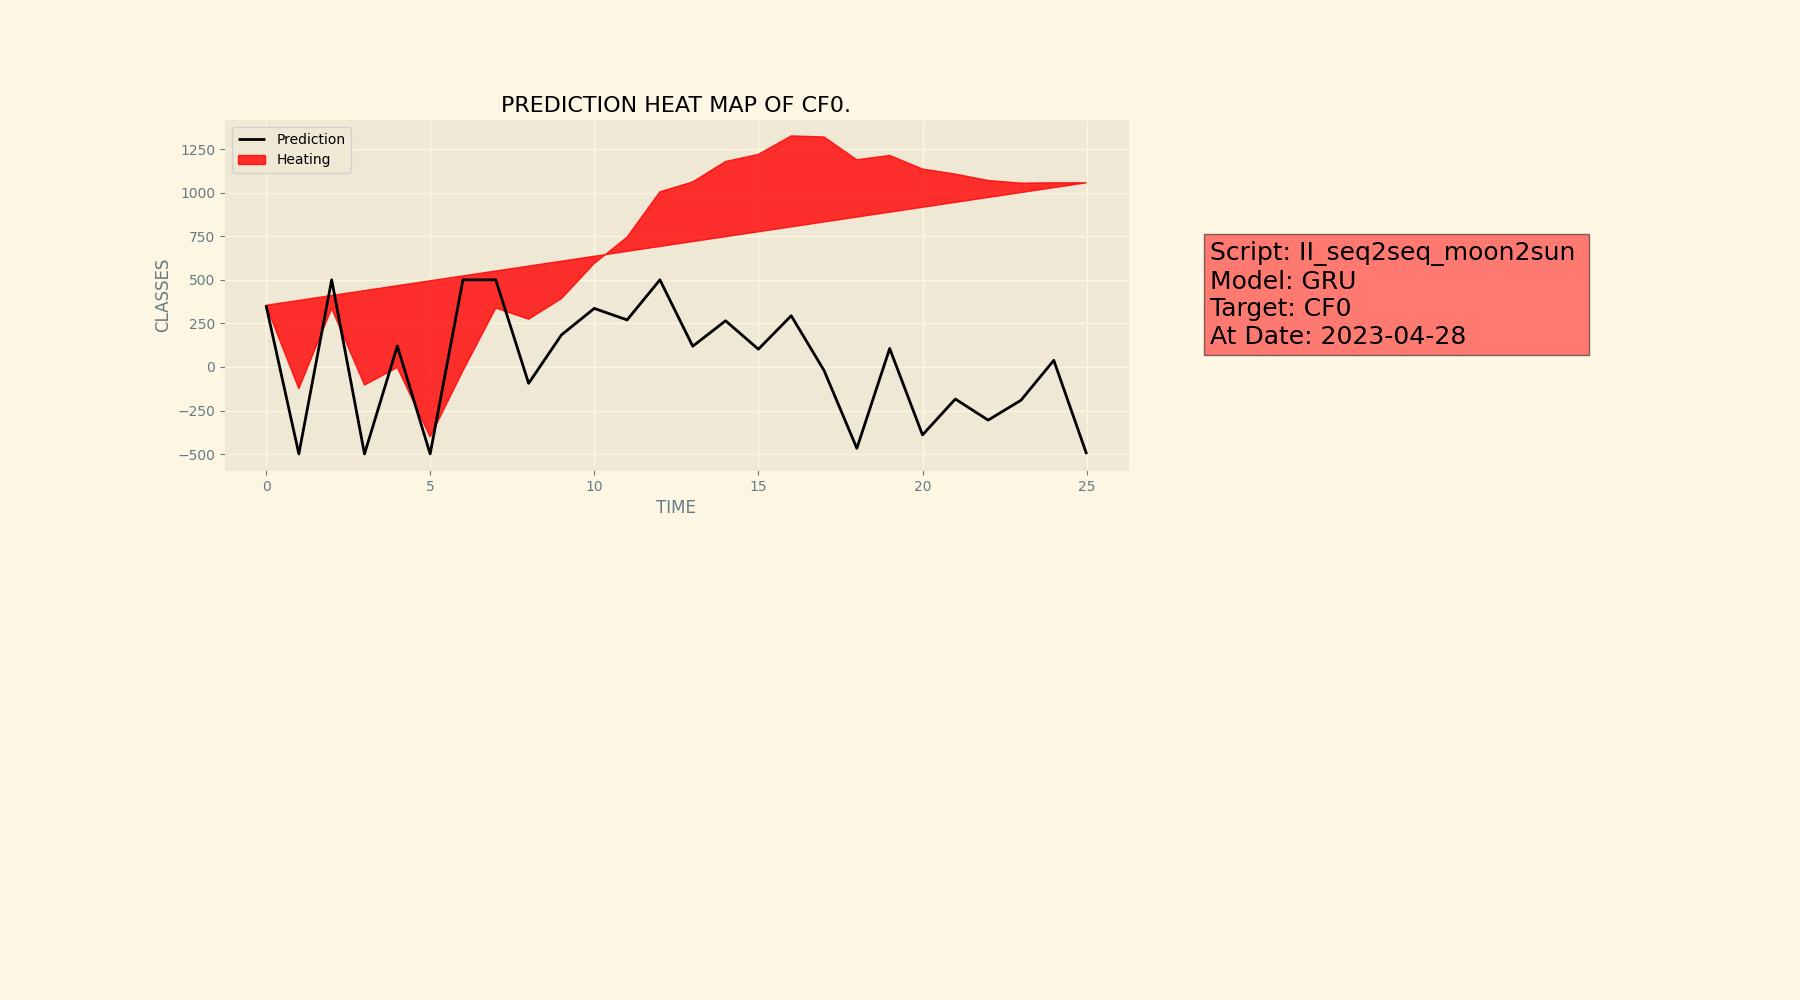 PREDICTION HEAT MAP OF CF0.
Prediction
Heating
1250
1000
750
500
250
0
−250
−500
CLASSES
0 5 10 15 20 25
TIME
Script: II_seq2seq_moon2sun
Model: GRU
Target: CF0
At Date: 2023-04-28